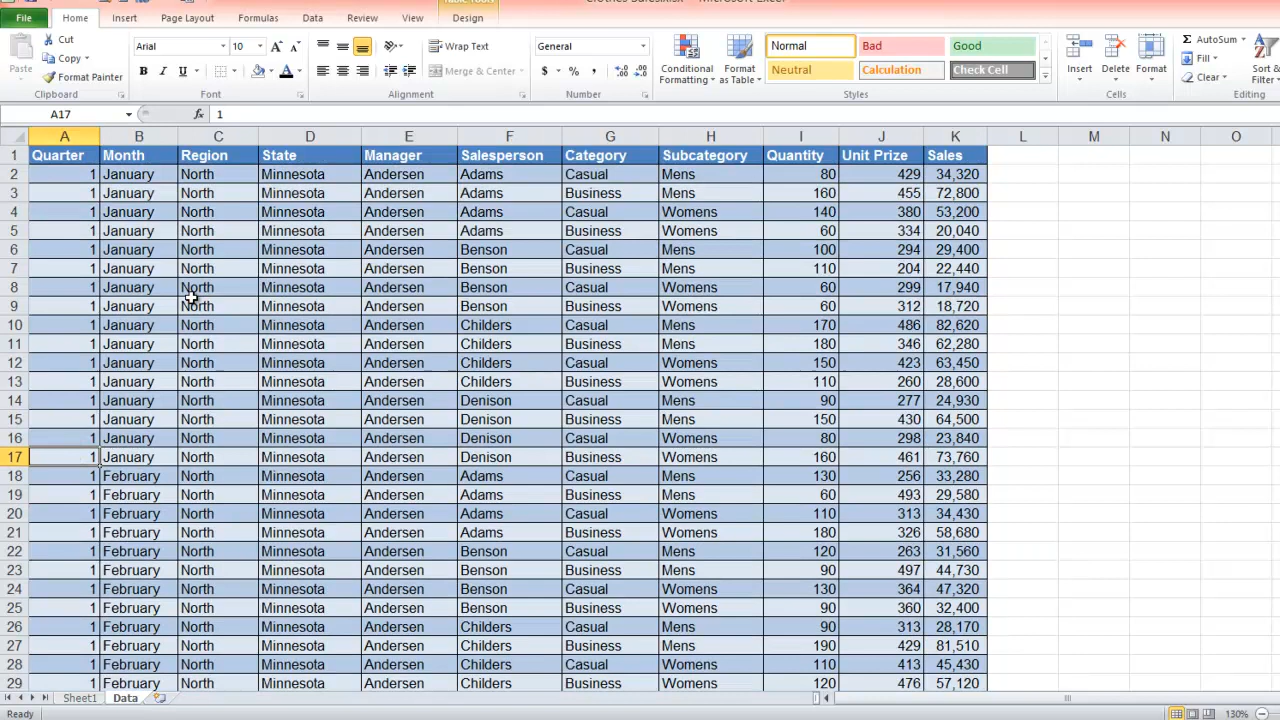 File Home Insert Page Layout Formulas Data Review View Design
Cut
Copy
Format Painter
Paste
Clipboard
Arial 10
B I U
Font
Wrap Text
Merge & Center
Alignment
General
$ % ,
Number
Conditional Formatting
Format as Table
Normal Bad Good
Neutral Calculation Check Cell
Styles
Insert Delete Format
Cells
AutoSum
Fill
Clear
Sort &
Editing
A17 fx 1
A B C D E F G H I J K L M N O
1 Quarter Month Region State Manager Salesperson Category Subcategory Quantity Unit Prize Sales
2 1 January North Minnesota Andersen Adams Casual Mens 80 429 34,320
3 1 January North Minnesota Andersen Adams Business Mens 160 455 72,800
4 1 January North Minnesota Andersen Adams Casual Womens 140 380 53,200
5 1 January North Minnesota Andersen Adams Business Womens 60 334 20,040
6 1 January North Minnesota Andersen Benson Casual Mens 100 294 29,400
7 1 January North Minnesota Andersen Benson Business Mens 110 204 22,440
8 1 January North Minnesota Andersen Benson Casual Womens 60 299 17,940
9 1 January North Minnesota Andersen Benson Business Womens 60 312 18,720
10 1 January North Minnesota Andersen Childers Casual Mens 170 486 82,620
11 1 January North Minnesota Andersen Childers Business Mens 180 346 62,280
12 1 January North Minnesota Andersen Childers Casual Womens 150 423 63,450
13 1 January North Minnesota Andersen Childers Business Womens 110 260 28,600
14 1 January North Minnesota Andersen Denison Casual Mens 90 277 24,930
15 1 January North Minnesota Andersen Denison Business Mens 150 430 64,500
16 1 January North Minnesota Andersen Denison Casual Womens 80 298 23,840
17 1 January North Minnesota Andersen Denison Business Womens 160 461 73,760
18 1 February North Minnesota Andersen Adams Casual Mens 130 256 33,280
19 1 February North Minnesota Andersen Adams Business Mens 60 493 29,580
20 1 February North Minnesota Andersen Adams Casual Womens 110 313 34,430
21 1 February North Minnesota Andersen Adams Business Womens 180 326 58,680
22 1 February North Minnesota Andersen Benson Casual Mens 120 263 31,560
23 1 February North Minnesota Andersen Benson Business Mens 90 497 44,730
24 1 February North Minnesota Andersen Benson Casual Womens 130 364 47,320
25 1 February North Minnesota Andersen Benson Business Womens 90 360 32,400
26 1 February North Minnesota Andersen Childers Casual Mens 90 313 28,170
27 1 February North Minnesota Andersen Childers Business Mens 190 429 81,510
28 1 February North Minnesota Andersen Childers Casual Womens 110 413 45,430
29 1 February North Minnesota Andersen Childers Business Womens 120 476 57,120
Sheet1 Data
Ready 130%